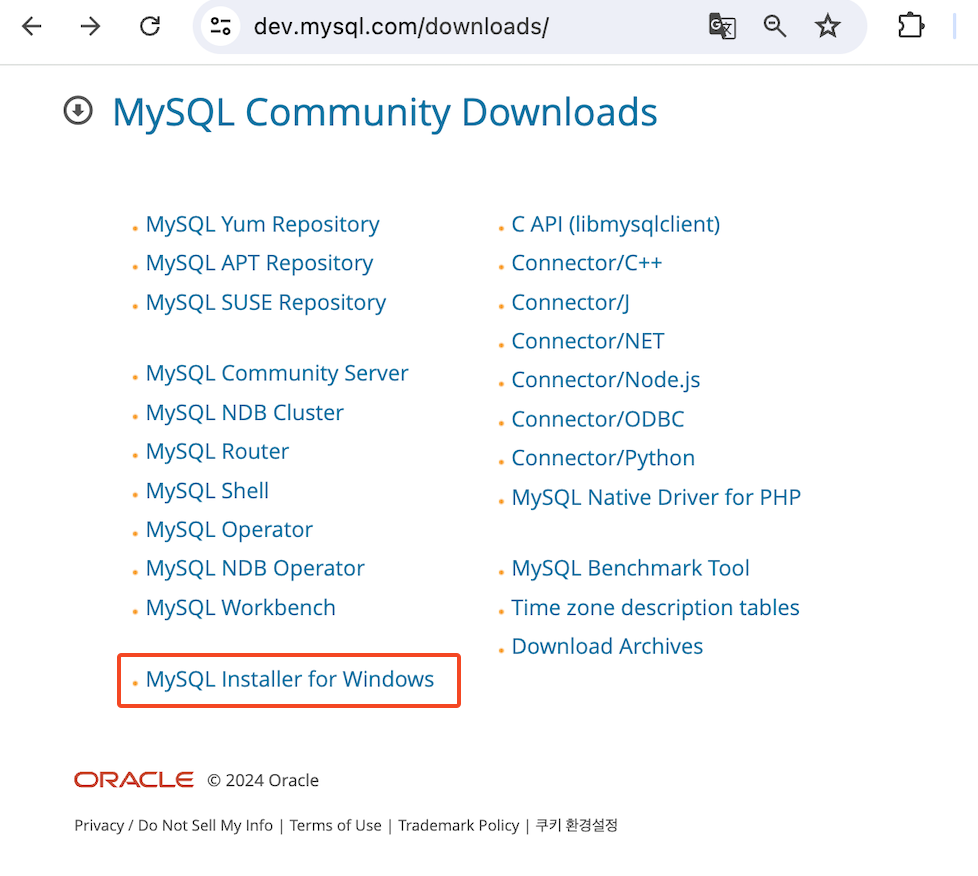 dev.mysql.com/downloads/
MySQL Community Downloads
MySQL Yum Repository
MySQL APT Repository
MySQL SUSE Repository
MySQL Community Server
MySQL NDB Cluster
MySQL Router
MySQL Shell
MySQL Operator
MySQL NDB Operator
MySQL Workbench
MySQL Installer for Windows
C API (libmysqlclient)
Connector/C++
Connector/J
Connector/NET
Connector/Node.js
Connector/ODBC
Connector/Python
MySQL Native Driver for PHP
MySQL Benchmark Tool
Time zone description tables
Download Archives
ORACLE © 2024 Oracle
Privacy / Do Not Sell My Info | Terms of Use | Trademark Policy | 쿠키 환경설정